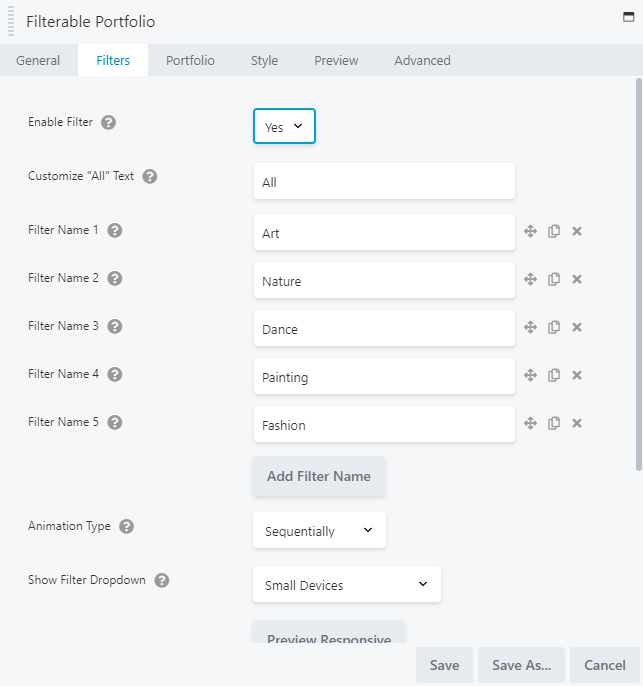 Filterable Portfolio
General Filters Portfolio Style Preview Advanced
Enable Filter ? Yes
Customize "All" Text ? All
Filter Name 1 ? Art
Filter Name 2 ? Nature
Filter Name 3 ? Dance
Filter Name 4 ? Painting
Filter Name 5 ? Fashion
Add Filter Name
Animation Type ? Sequentially
Show Filter Dropdown ? Small Devices
Preview Responsive
Save Save As... Cancel